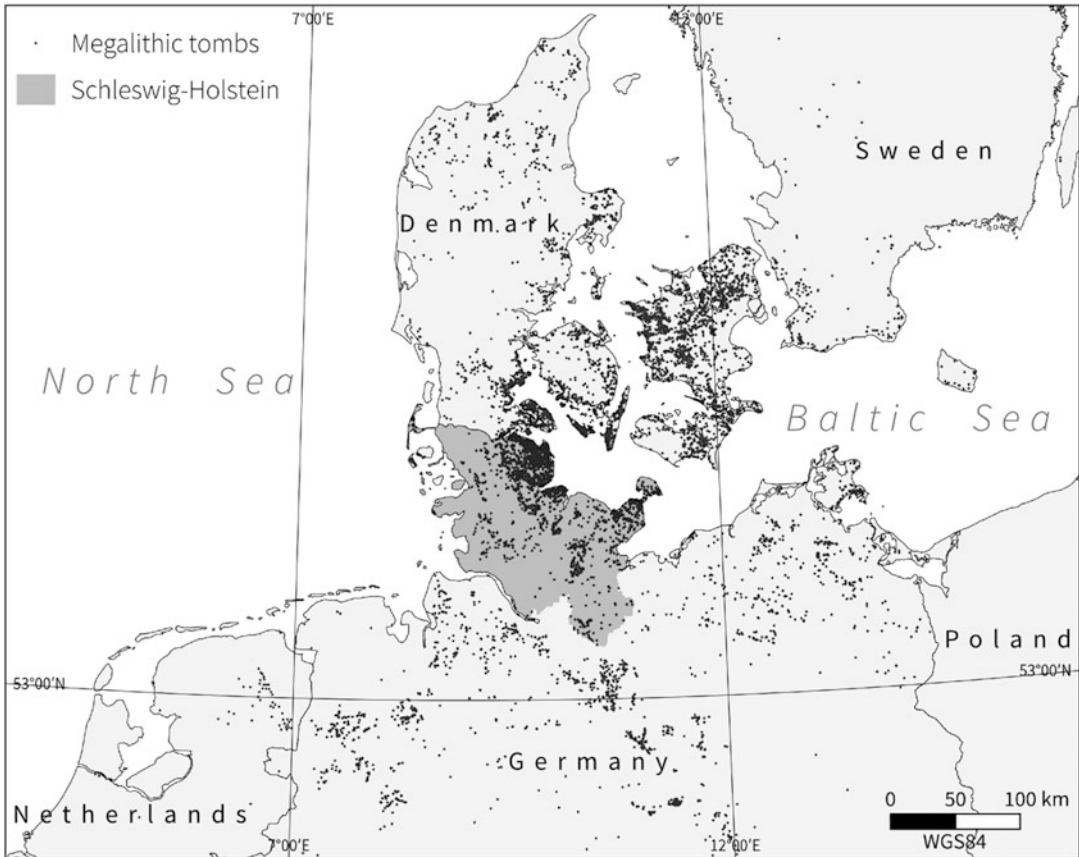 7°00'E
12°00'E
Megalithic tombs
Schleswig-Holstein
Sweden
Denmark
North Sea
Baltic Sea
Poland
53°00'N
53°00'N
Germany
Netherlands
0 50 100 km
WGS84
7°00'E
12°00'E